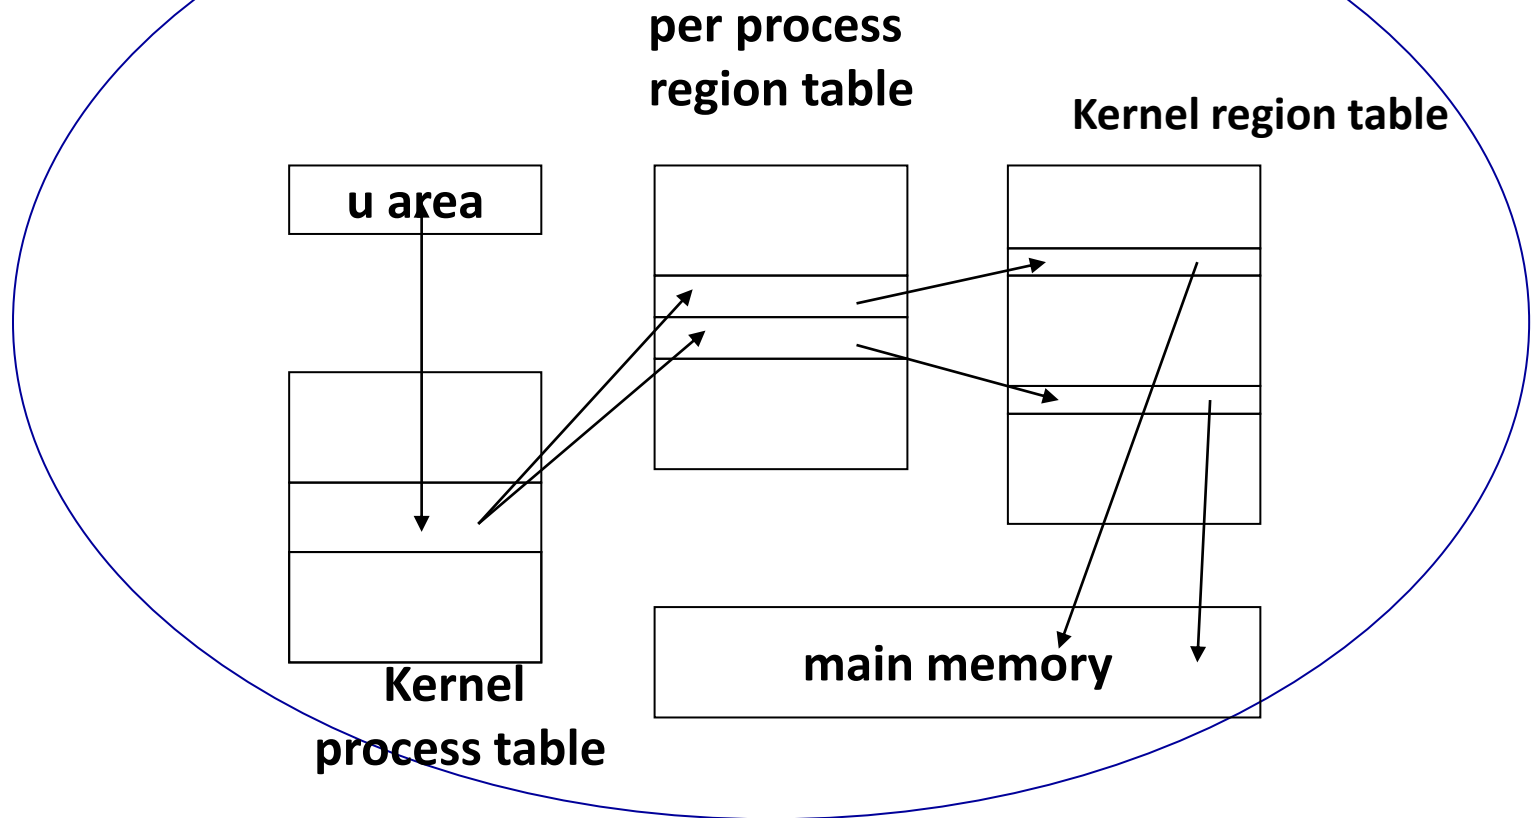 per process
region table
Kernel region table
u area
main memory
Kernel
process table